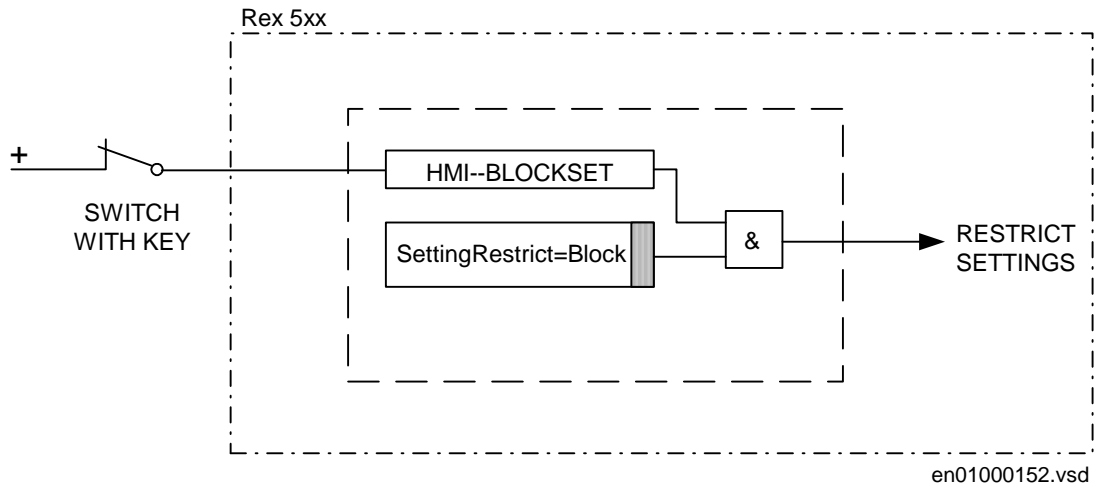 Rex 5xx
+
SWITCH
WITH KEY
HMI--BLOCKSET
SettingRestrict=Block
&
RESTRICT
SETTINGS
en01000152.vsd